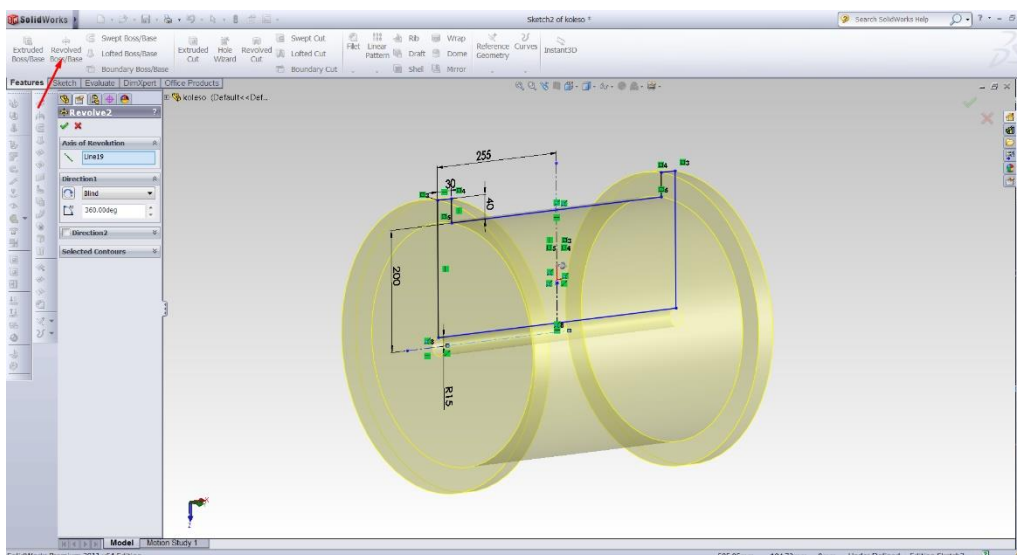 SolidWorks
Sketch2 of koleso *
Search SolidWorks Help
Extruded Boss/Base
Revolved Boss/Base
Swept Boss/Base
Lofted Boss/Base
Boundary Boss/Base
Extruded Cut
Hole Wizard
Revolved Cut
Swept Cut
Lofted Cut
Boundary Cut
Fillet
Linear Pattern
Rib
Draft
Shell
Wrap
Dome
Mirror
Reference Geometry
Curves
Instant3D
Features Sketch Evaluate DimXpert Office Products
koleso (Default<<Def...
Revolve2 ?
Axis of Revolution
Line19
Direction1
Blind
360.00deg
Direction2
Selected Contours
255
30
40
200
R15
Model Motion Study 1